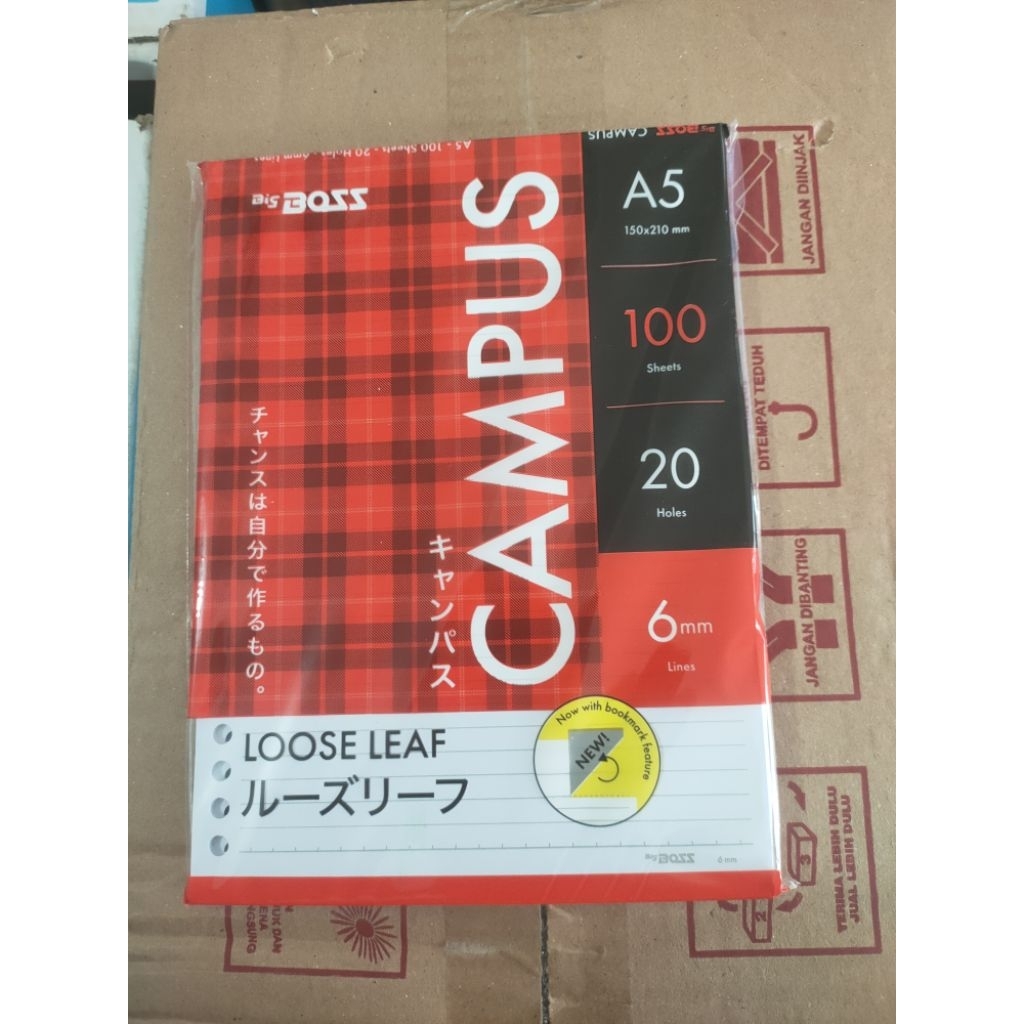 A5 - 100 Sheets - 20 Holes - 6mm Lines
BiG BOSS
CAMPUS
キャンパス
チャンスは自分で作るもの。
BiG BOSS CAMPUS
A5
150x210 mm
100
Sheets
20
Holes
6mm
Lines
LOOSE LEAF
ルーズリーフ
Now with bookmark feature
NEW!
BiG BOSS
6 mm
JANGAN DIINJAK
DITEMPAT TEDUH
JANGAN DIBANTING
TERIMA LEBIH DULU
JUAL LEBIH DULU
2
3